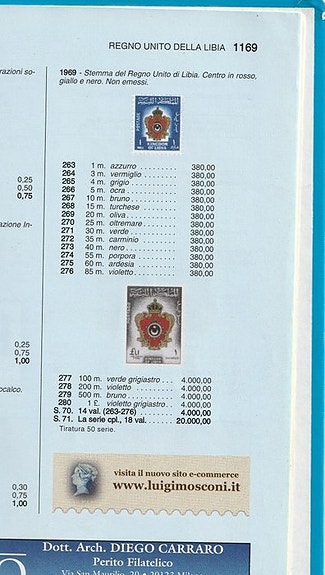 REGNO UNITO DELLA LIBIA 1169
razioni so-
0,25
0,50
0,75
azione In-
0,25
0,75
1,00
ocalco.
0,30
0,75
1,00
1969 - Stemma del Regno Unito di Libia. Centro in rosso,
giallo e nero. Non emessi.
POSTAGE
KINGDOM
OF LIBYA
263 1 m. azzurro .......... 380,00
264 3 m. vermiglio ......... 380,00
265 4 m. grigio ............ 380,00
266 5 m. ocra ............. 380,00
267 10 m. bruno ............ 380,00
268 15 m. turchese ......... 380,00
269 20 m. oliva ............. 380,00
270 25 m. oltremare ........ 380,00
271 30 m. verde ............ 380,00
272 35 m. carminio ......... 380,00
273 40 m. nero ............. 380,00
274 55 m. porpora .......... 380,00
275 60 m. ardesia .......... 380,00
276 85 m. violetto ........... 380,00
£1
277 100 m. verde grigiastro ... 4.000,00
278 200 m. violetto ........... 4.000,00
279 500 m. bruno ............ 4.000,00
280 1 £. violetto grigiastro .. 4.000,00
S. 70. 14 val. (263-276) ......... 4.000,00
S. 71. La serie cpl., 18 val. ....... 20.000,00
Tiratura 50 serie.
visita il nuovo sito e-commerce
www.luigimosconi.it
Dott. Arch. DIEGO CARRARO
Perito Filatelico
Via San Maurilio, 20 • 20123 Milano